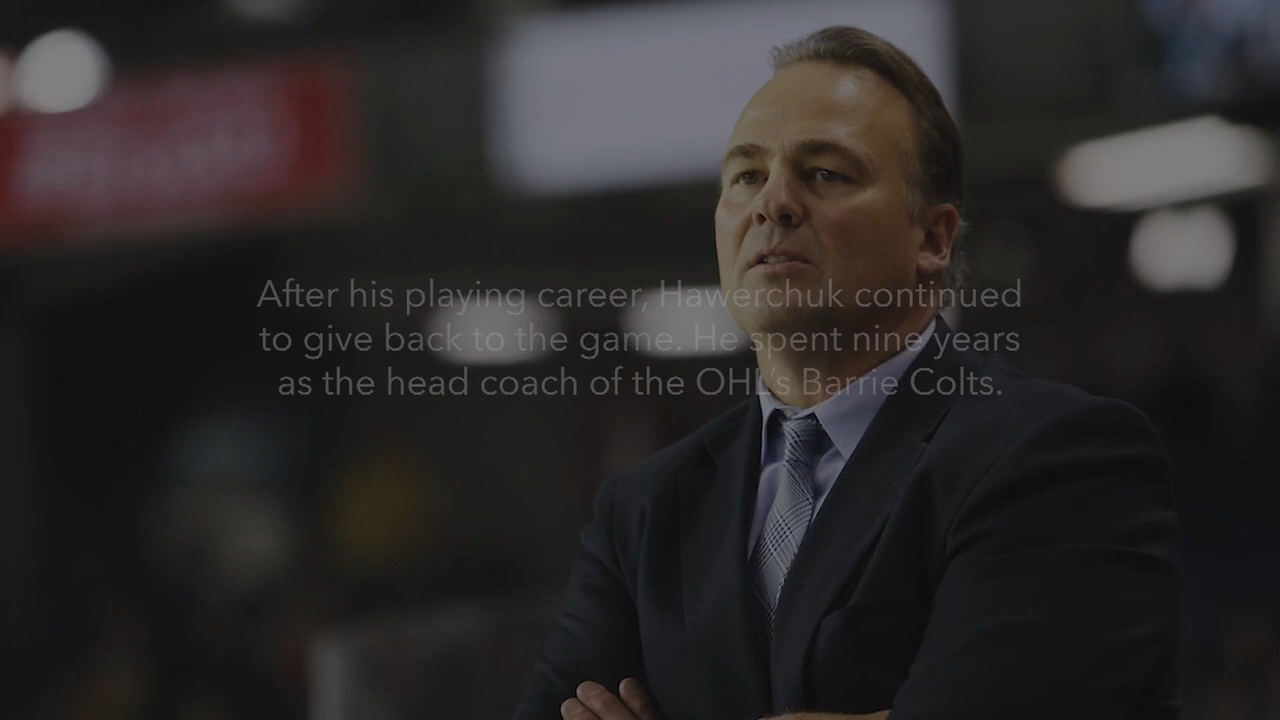 After his playing career, Hawerchuk continued
to give back to the game. He spent nine years
as the head coach of the OHL's Barrie Colts.